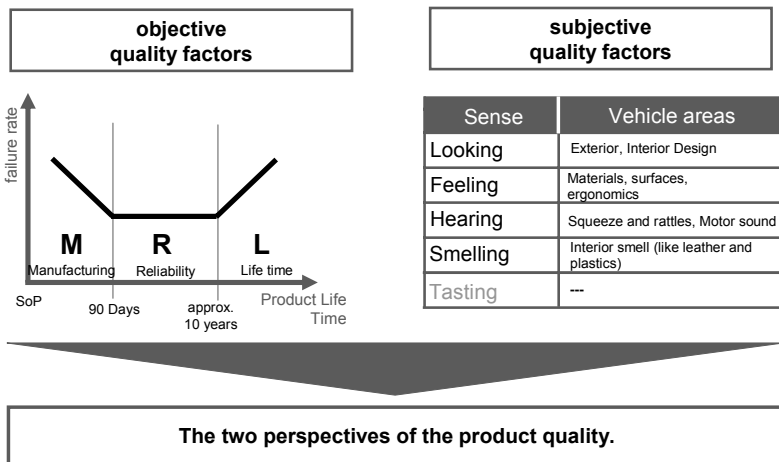 objective
quality factors
failure rate
M
R
L
Manufacturing
Reliability
Life time
SoP
90 Days
approx.
10 years
Product Life
Time
subjective
quality factors
Sense
Vehicle areas
Looking
Exterior, Interior Design
Feeling
Materials, surfaces,
ergonomics
Hearing
Squeeze and rattles, Motor sound
Smelling
Interior smell (like leather and
plastics)
Tasting
---
The two perspectives of the product quality.